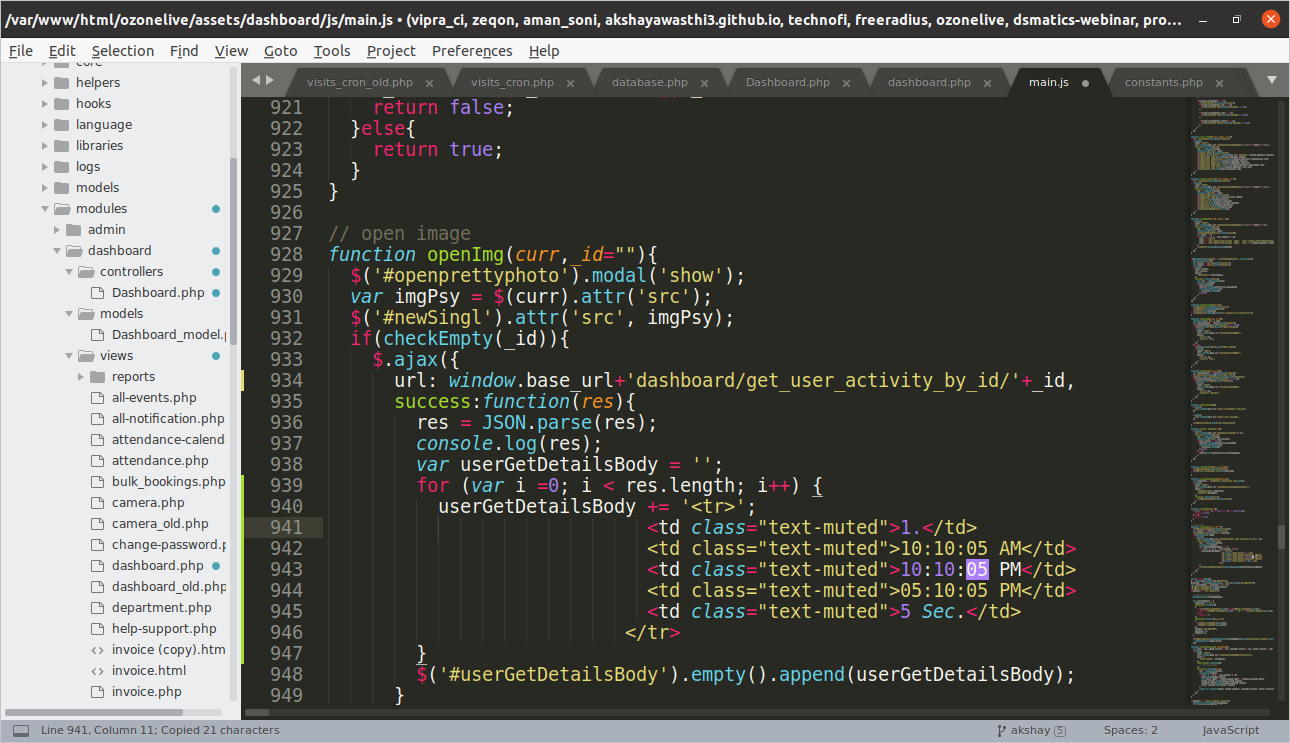 /var/www/html/ozonelive/assets/dashboard/js/main.js • (vipra_ci, zeqon, aman_soni, akshayawasthi3.github.io, technofi, freeradius, ozonelive, dsmatics-webinar, pro...
File Edit Selection Find View Goto Tools Project Preferences Help
core
helpers
hooks
language
libraries
logs
models
modules
admin
dashboard
controllers
Dashboard.php
models
Dashboard_model.p
views
reports
all-events.php
all-notification.php
attendance-calenda
attendance.php
bulk_bookings.php
camera.php
camera_old.php
change-password.p
dashboard.php
dashboard_old.php
department.php
help-support.php
invoice (copy).htm
invoice.html
invoice.php
visits_cron_old.php × visits_cron.php × database.php × Dashboard.php × dashboard.php × main.js • constants.php ×
921 return false;
922 }else{
923 return true;
924 }
925 }
926
927 // open image
928 function openImg(curr,_id=""){
929 $('#openprettyphoto').modal('show');
930 var imgPsy = $(curr).attr('src');
931 $('#newSingl').attr('src', imgPsy);
932 if(checkEmpty(_id)){
933 $.ajax({
934 url: window.base_url+'dashboard/get_user_activity_by_id/'+_id,
935 success:function(res){
936 res = JSON.parse(res);
937 console.log(res);
938 var userGetDetailsBody = '';
939 for (var i =0; i < res.length; i++) {
940 userGetDetailsBody += '<tr>';
941 <td class="text-muted">1.</td>
942 <td class="text-muted">10:10:05 AM</td>
943 <td class="text-muted">10:10:05 PM</td>
944 <td class="text-muted">05:10:05 PM</td>
945 <td class="text-muted">5 Sec.</td>
946 </tr>
947 }
948 $('#userGetDetailsBody').empty().append(userGetDetailsBody);
949 }
Line 941, Column 11; Copied 21 characters
akshay 5
Spaces: 2
JavaScript